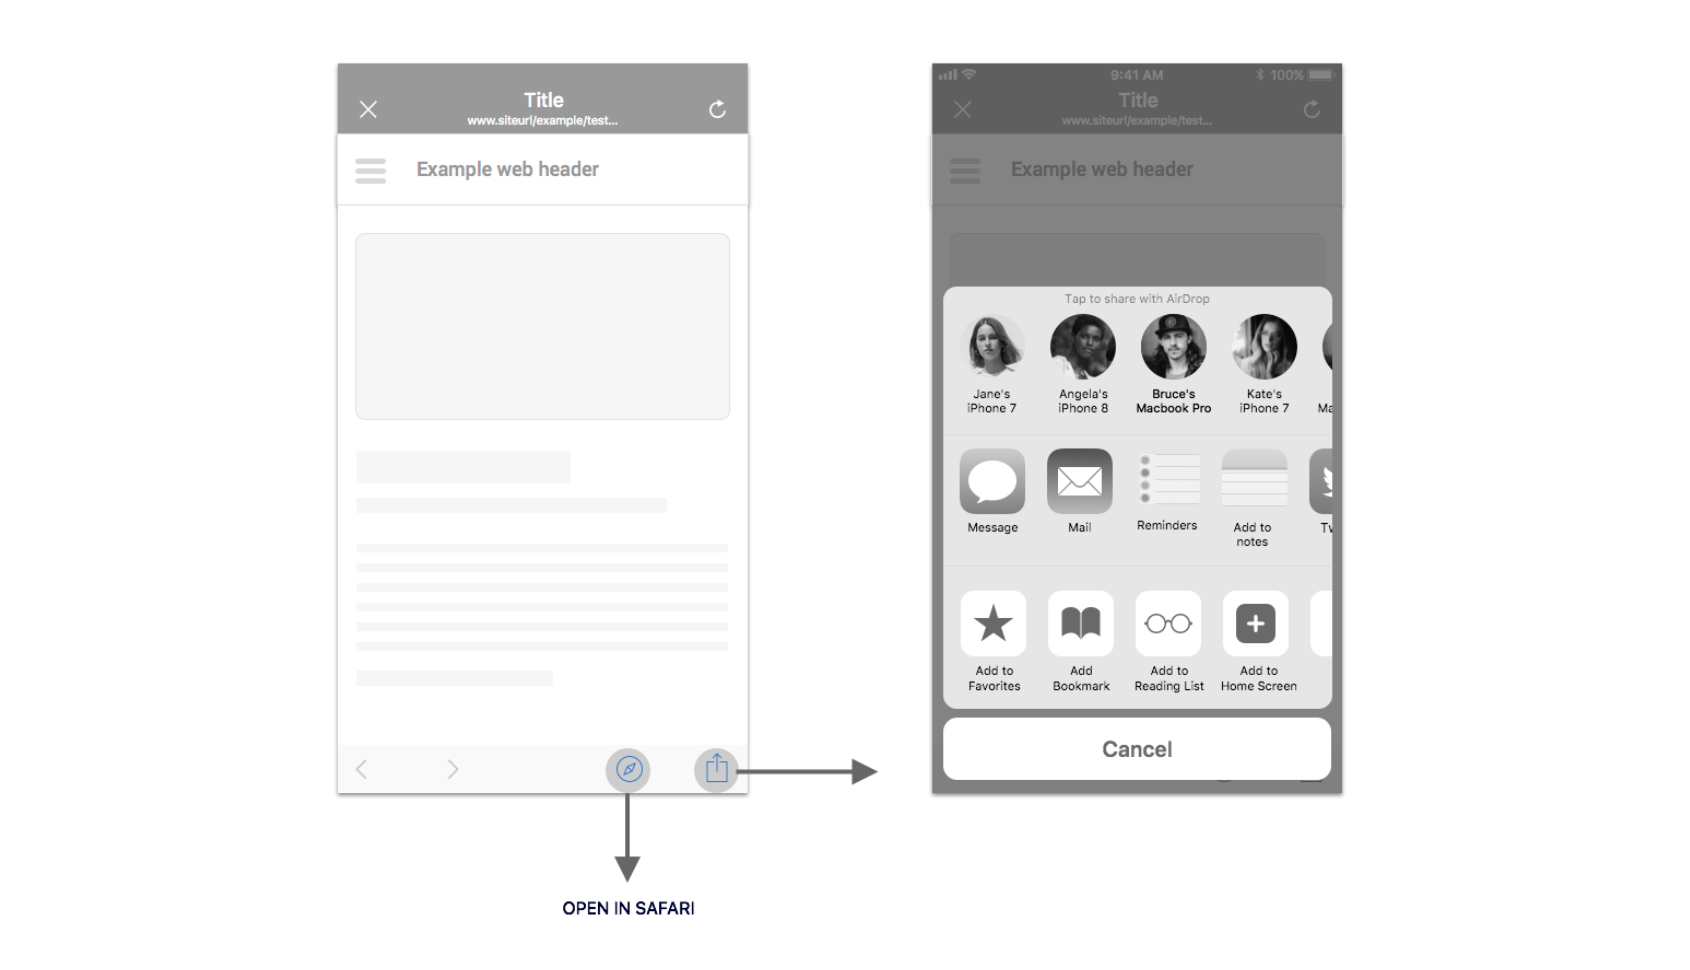 Title
www.siteurl/example/test...
Example web header
OPEN IN SAFARI
9:41 AM
100%
Title
www.siteurl/example/test...
Example web header
Tap to share with AirDrop
Jane's
iPhone 7
Angela's
iPhone 8
Bruce's
Macbook Pro
Kate's
iPhone 7
Ma
Message
Mail
Reminders
Add to
notes
Tw
Add to
Favorites
Add
Bookmark
Add to
Reading List
Add to
Home Screen
Cancel